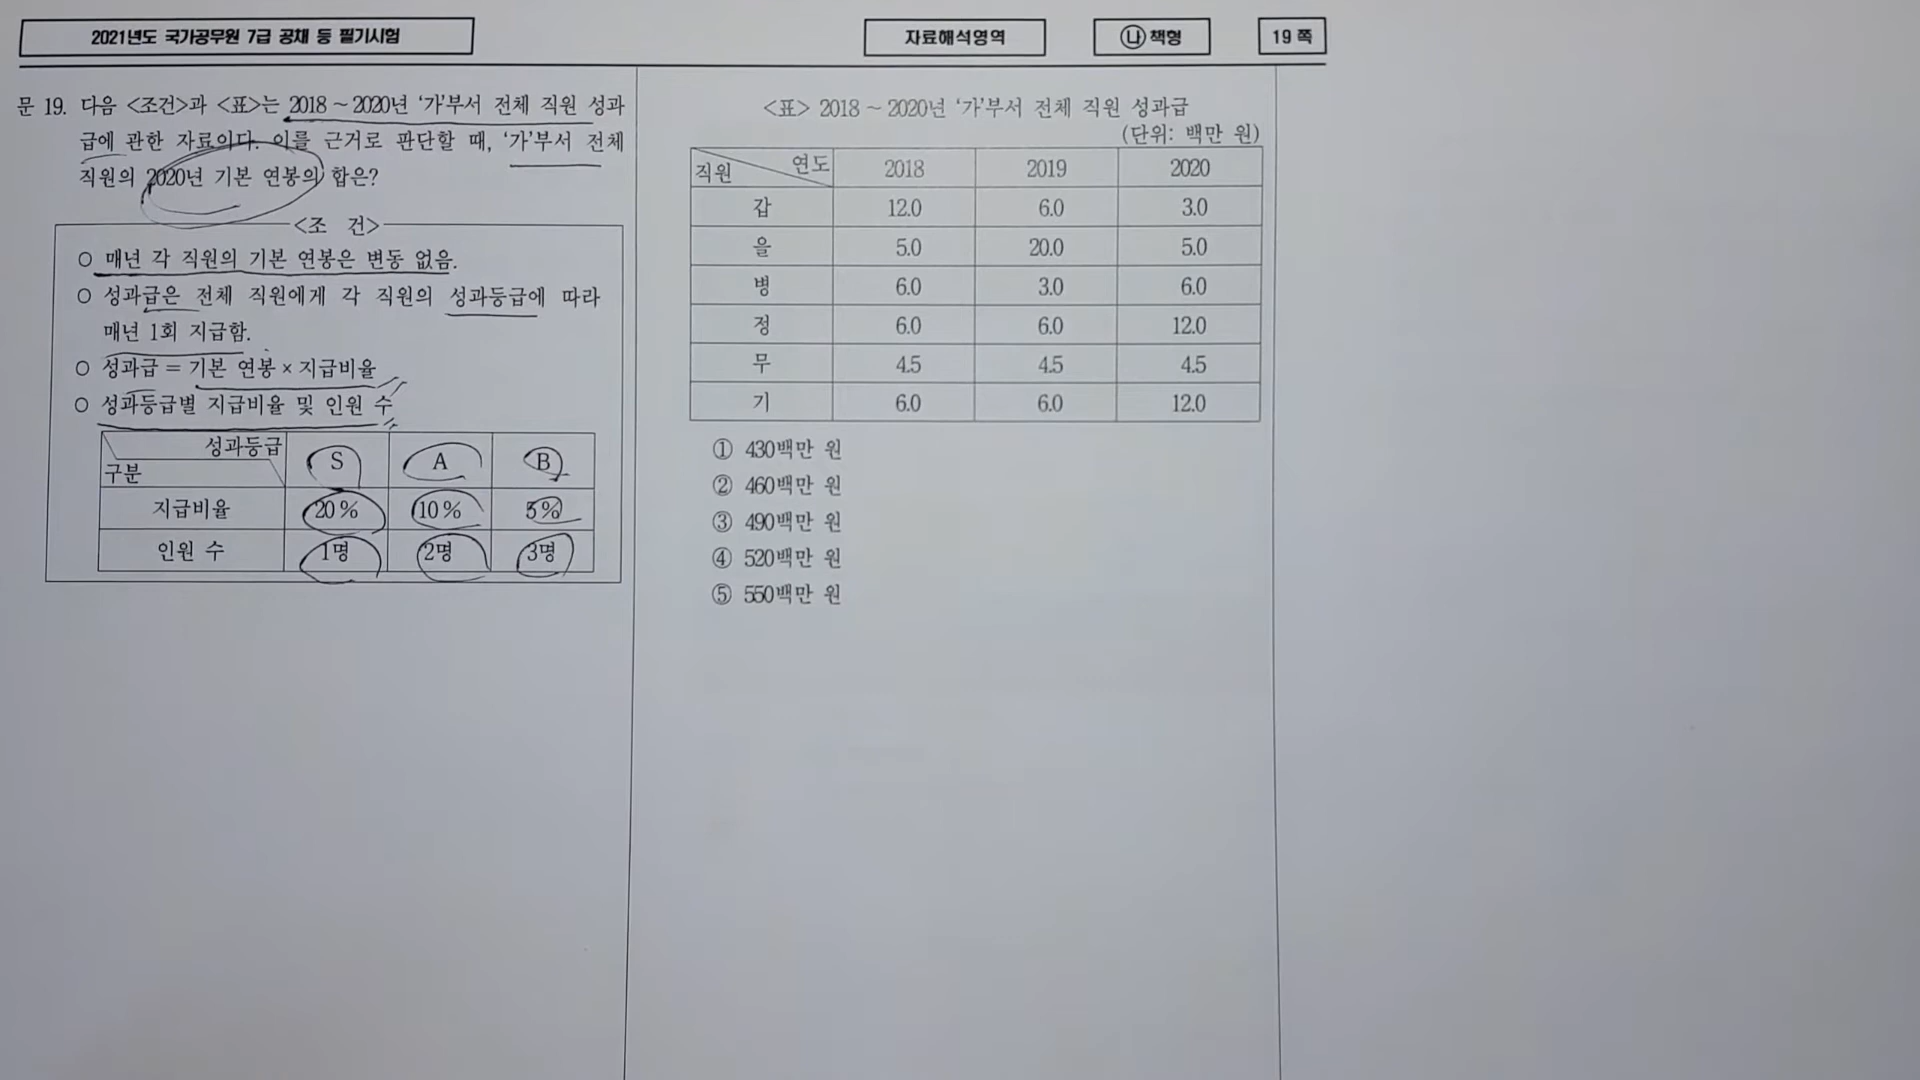 2021년도 국가공무원 7급 공채 등 필기시험
자료해석영역
㉯ 책형
19 쪽
문 19. 다음 <조건>과 <표>는 2018 ~ 2020년 ‘가’부서 전체 직원 성과
급에 관한 자료이다. 이를 근거로 판단할 때, ‘가’부서 전체
직원의 2020년 기본 연봉의 합은?
<조 건>
○ 매년 각 직원의 기본 연봉은 변동 없음.
○ 성과급은 전체 직원에게 각 직원의 성과등급에 따라
매년 1회 지급함.
○ 성과급 = 기본 연봉 × 지급비율
○ 성과등급별 지급비율 및 인원 수
성과등급
구분
S A B
지급비율 20% 10% 5%
인원 수 1명 2명 3명
<표> 2018 ~ 2020년 ‘가’부서 전체 직원 성과급
(단위: 백만 원)
직원 연도 2018 2019 2020
갑 12.0 6.0 3.0
을 5.0 20.0 5.0
병 6.0 3.0 6.0
정 6.0 6.0 12.0
무 4.5 4.5 4.5
기 6.0 6.0 12.0
① 430백만 원
② 460백만 원
③ 490백만 원
④ 520백만 원
⑤ 550백만 원